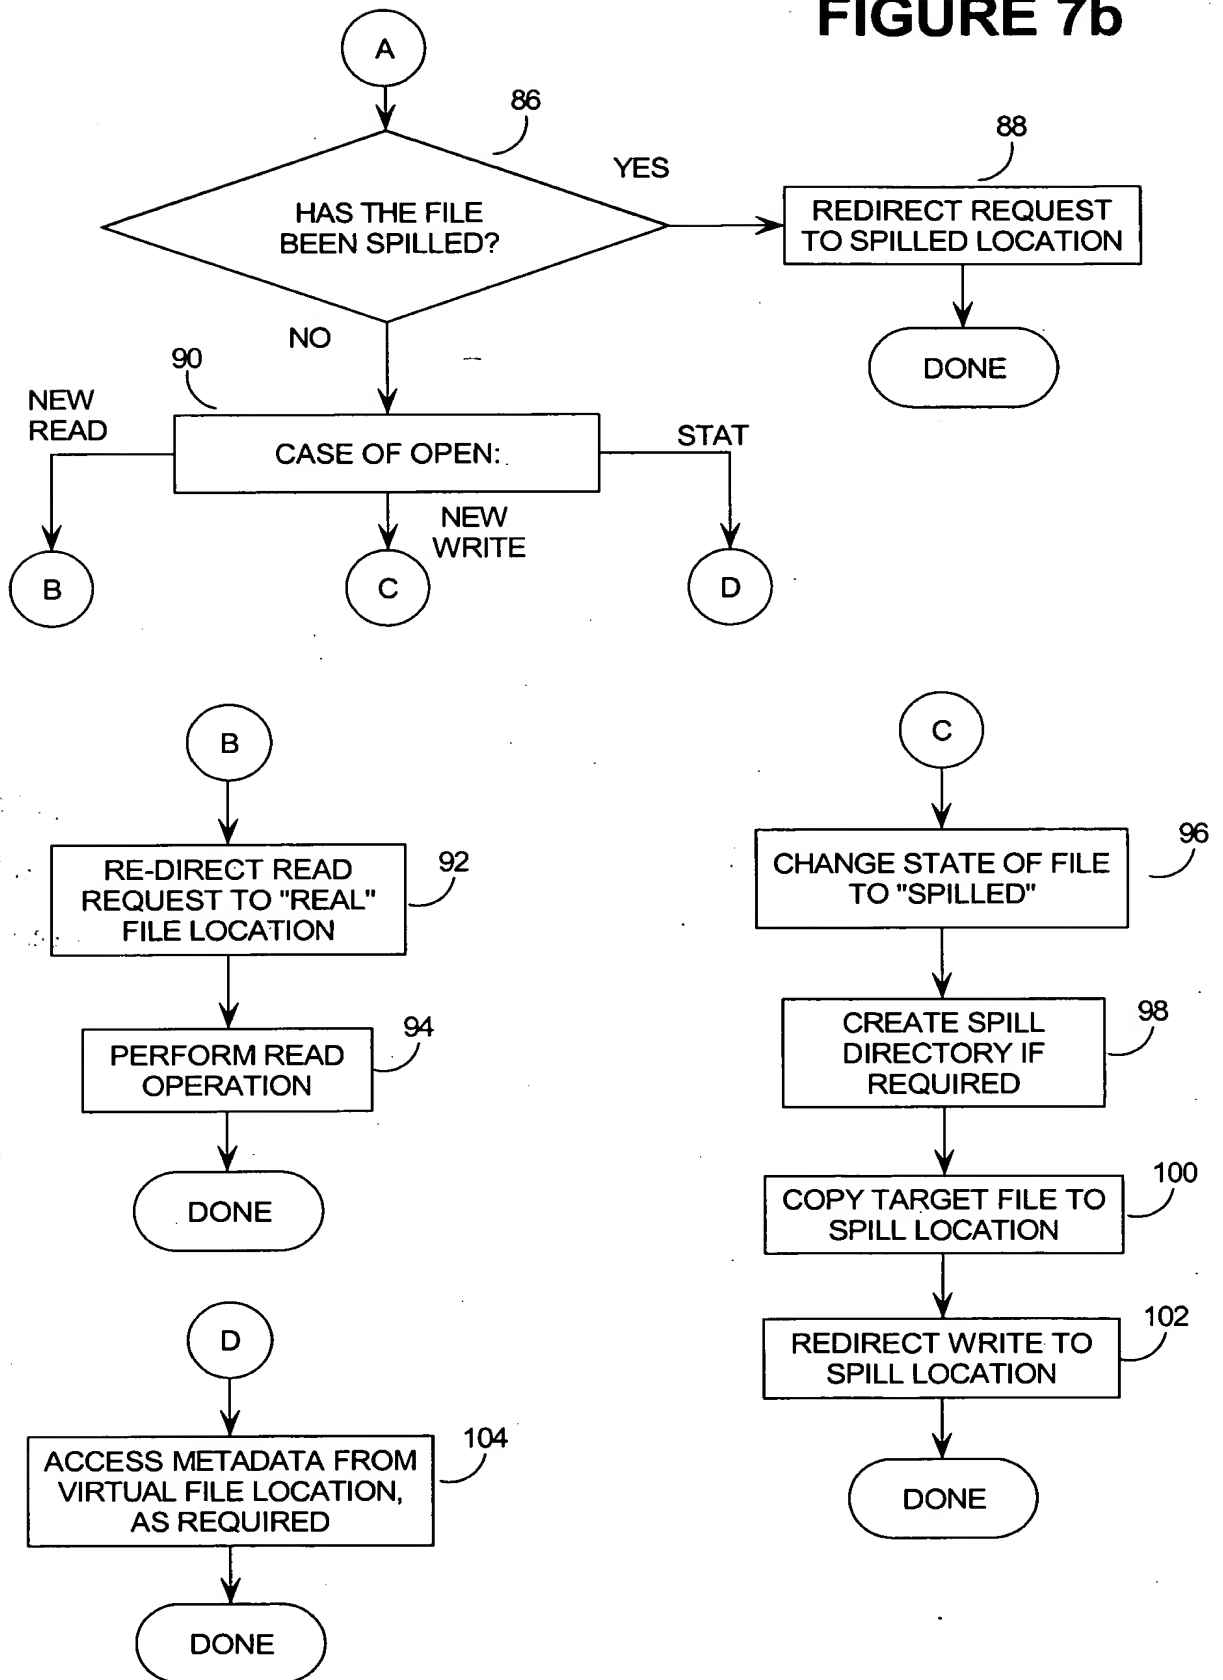 FIGURE 7b
A
86
HAS THE FILE
BEEN SPILLED?
YES
88
REDIRECT REQUEST
TO SPILLED LOCATION
DONE
NO
90
CASE OF OPEN:
NEW
READ
NEW
WRITE
STAT
B
C
D
B
RE-DIRECT READ
REQUEST TO "REAL"
FILE LOCATION
92
PERFORM READ
OPERATION
94
DONE
C
CHANGE STATE OF FILE
TO "SPILLED"
96
CREATE SPILL
DIRECTORY IF
REQUIRED
98
COPY TARGET FILE TO
SPILL LOCATION
100
REDIRECT WRITE TO
SPILL LOCATION
102
DONE
D
ACCESS METADATA FROM
VIRTUAL FILE LOCATION,
AS REQUIRED
104
DONE